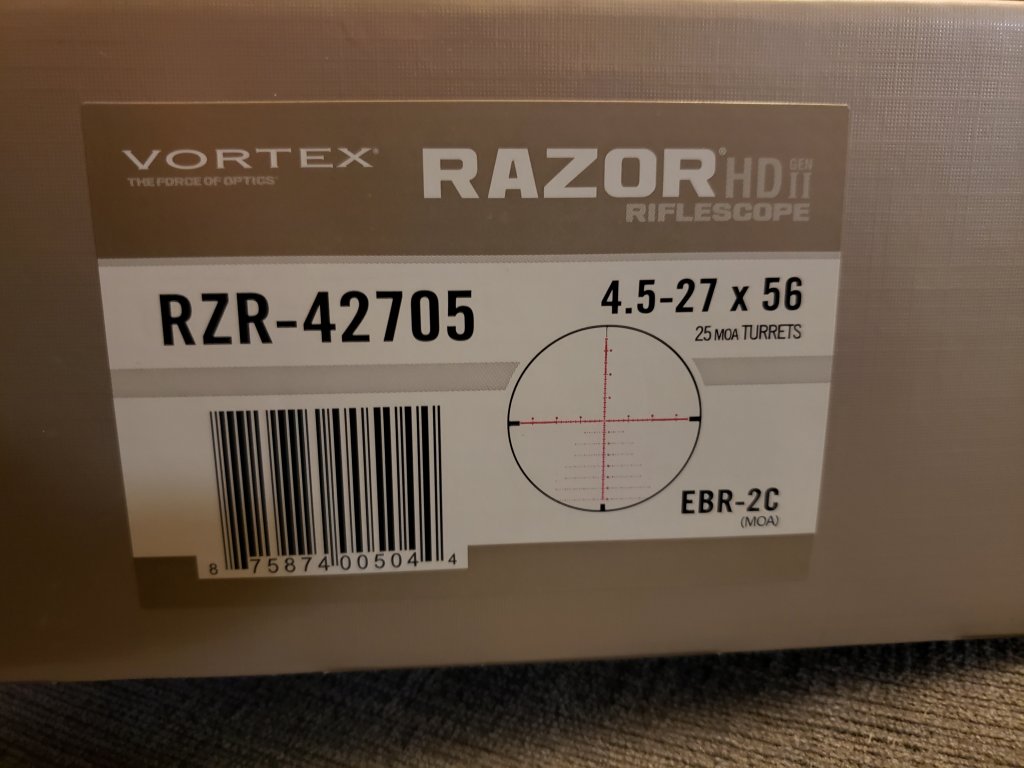 VORTEX®
THE FORCE OF OPTICS®
RAZOR® HD GEN II
RIFLESCOPE
RZR-42705
4.5-27 x 56
25 MOA TURRETS
EBR-2C
(MOA)
8 75874 00504 4